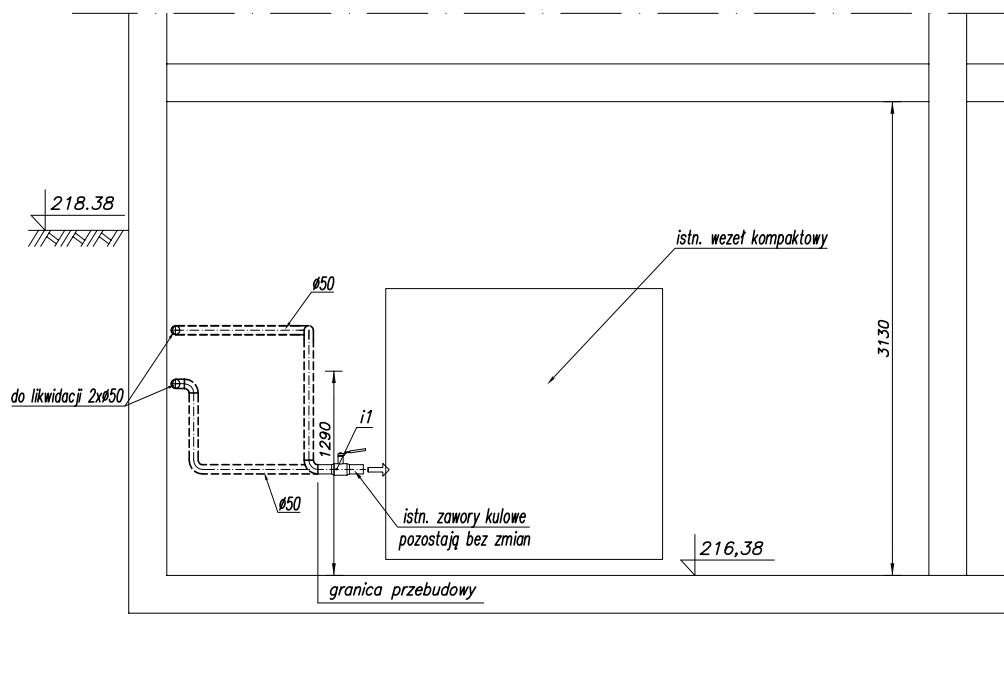 218.38
istn. wezeł kompaktowy
ø50
3130
do likwidacji 2xø50
i1
1290
ø50
istn. zawory kulowe
pozostają bez zmian
216,38
granica przebudowy